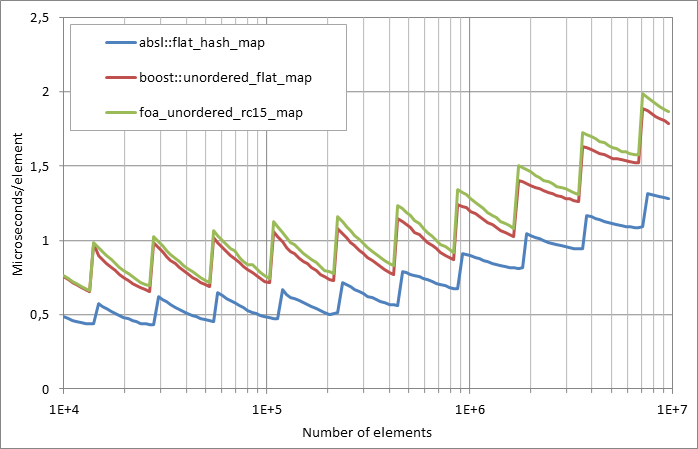 2,5
2
1,5
1
0,5
0
Microseconds/element
absl::flat_hash_map
boost::unordered_flat_map
foa_unordered_rc15_map
1E+4
1E+5
1E+6
1E+7
Number of elements